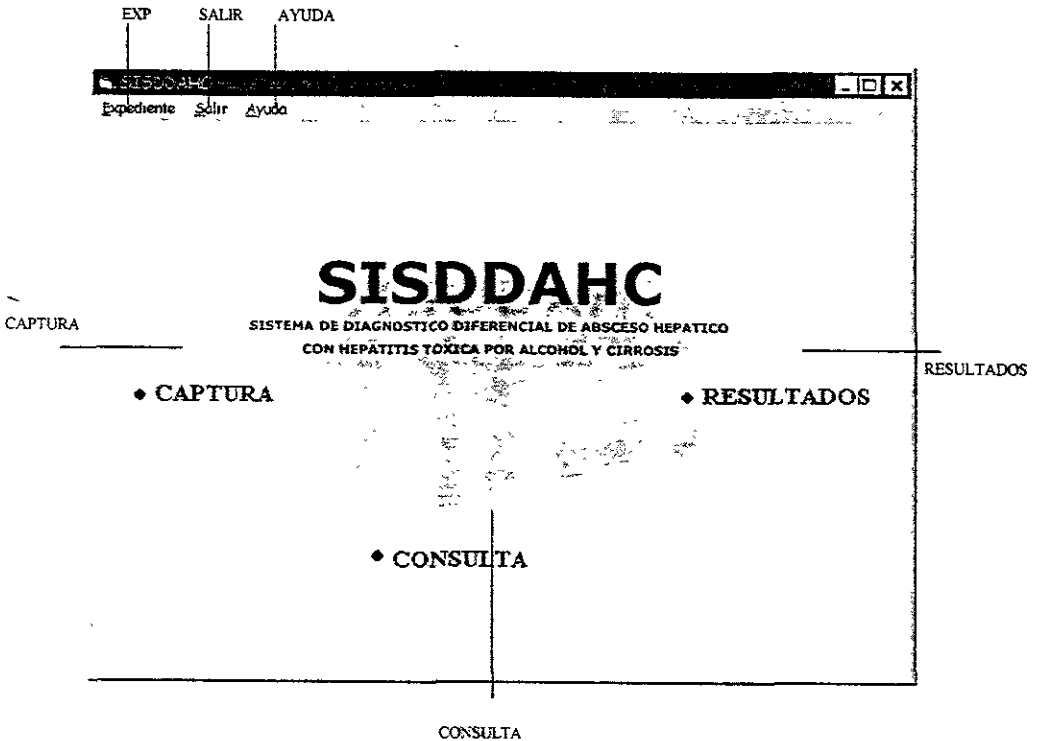 EXP SALIR AYUDA
SISDDAHC
Expediente Salir Ayuda
SISDDAHC
SISTEMA DE DIAGNOSTICO DIFERENCIAL DE ABSCESO HEPATICO
CON HEPATITIS TOXICA POR ALCOHOL Y CIRROSIS
CAPTURA
RESULTADOS
CAPTURA
RESULTADOS
CONSULTA
CONSULTA